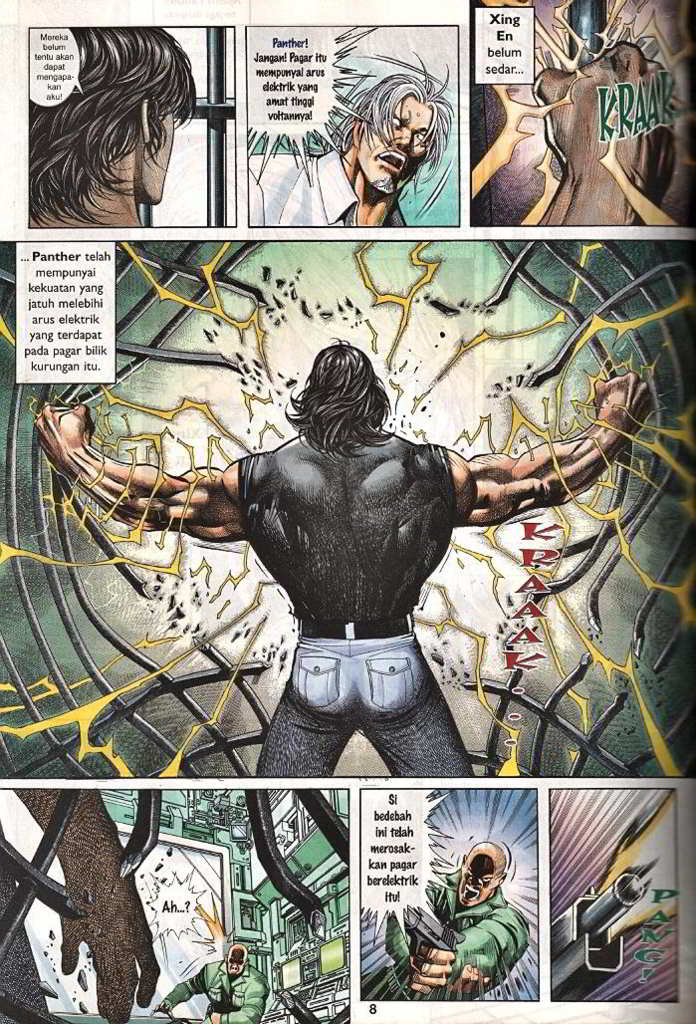 Mereka
belum
tentu akan
dapat
mengapa-
kan
aku!
Panther!
Jangan! Pagar itu
mempunyai arus
elektrik yang
amat tinggi
voltannya!
Xing
En
belum
sedar...
KRAAK
... Panther telah
mempunyai
kekuatan yang
jatuh melebihi
arus elektrik
yang terdapat
pada pagar bilik
kurungan itu.
KRAAAK...
Ah...?
Si
bedebah
ini telah
merosak-
kan pagar
berelektrik
itu!
PANG!
8